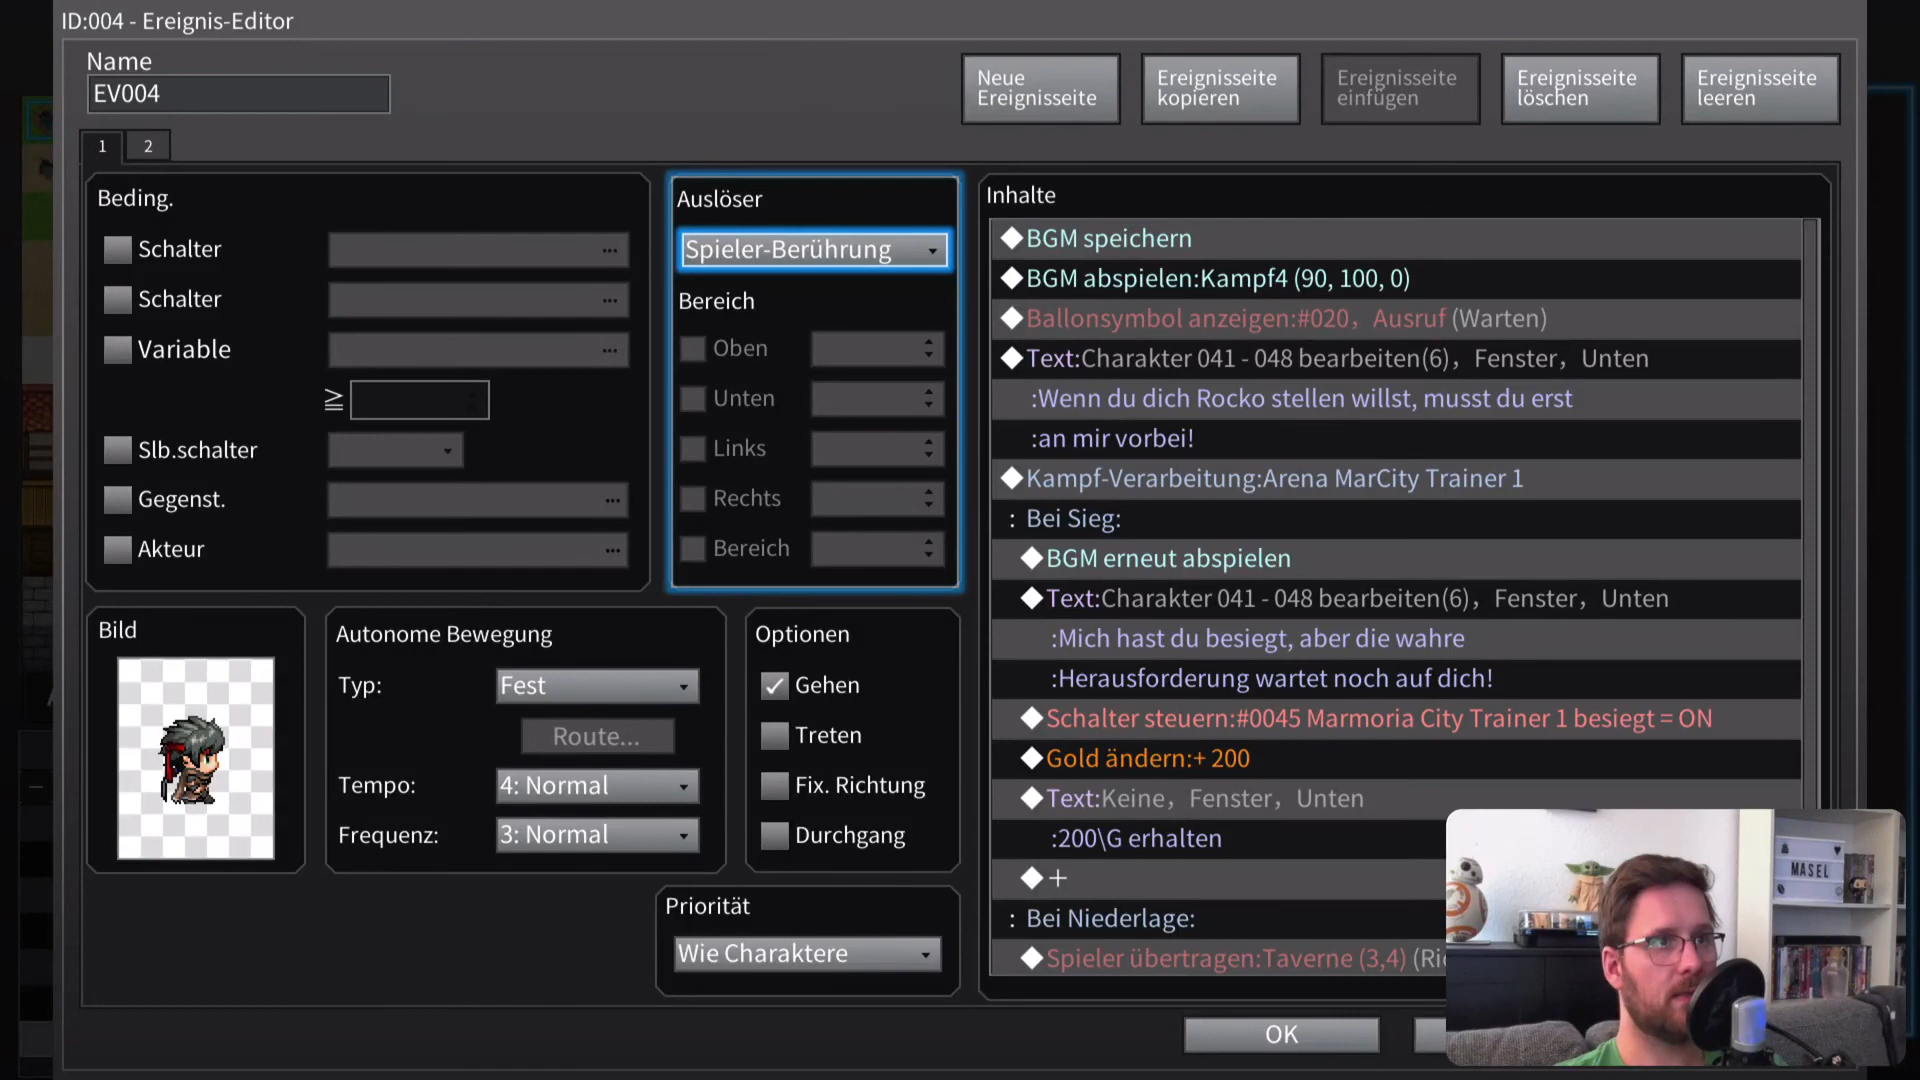 ID:004 - Ereignis-Editor
Name
EV004
Neue Ereignisseite
Ereignisseite kopieren
Ereignisseite einfügen
Ereignisseite löschen
Ereignisseite leeren
1
2
Beding.
Schalter ...
Schalter ...
Variable ...
≧
Slb.schalter
Gegenst. ...
Akteur ...
Auslöser
Spieler-Berührung
Bereich
Oben
Unten
Links
Rechts
Bereich
Bild
Autonome Bewegung
Typ: Fest
Route...
Tempo: 4: Normal
Frequenz: 3: Normal
Optionen
Gehen
Treten
Fix. Richtung
Durchgang
Priorität
Wie Charaktere
Inhalte
◆BGM speichern
◆BGM abspielen:Kampf4 (90, 100, 0)
◆Ballonsymbol anzeigen:#020, Ausruf (Warten)
◆Text:Charakter 041 - 048 bearbeiten(6), Fenster, Unten
:Wenn du dich Rocko stellen willst, musst du erst
:an mir vorbei!
◆Kampf-Verarbeitung:Arena MarCity Trainer 1
: Bei Sieg:
◆BGM erneut abspielen
◆Text:Charakter 041 - 048 bearbeiten(6), Fenster, Unten
:Mich hast du besiegt, aber die wahre
:Herausforderung wartet noch auf dich!
◆Schalter steuern:#0045 Marmoria City Trainer 1 besiegt = ON
◆Gold ändern:+ 200
◆Text:Keine, Fenster, Unten
:200\G erhalten
◆+
: Bei Niederlage:
◆Spieler übertragen:Taverne (3,4)
OK
MASEL